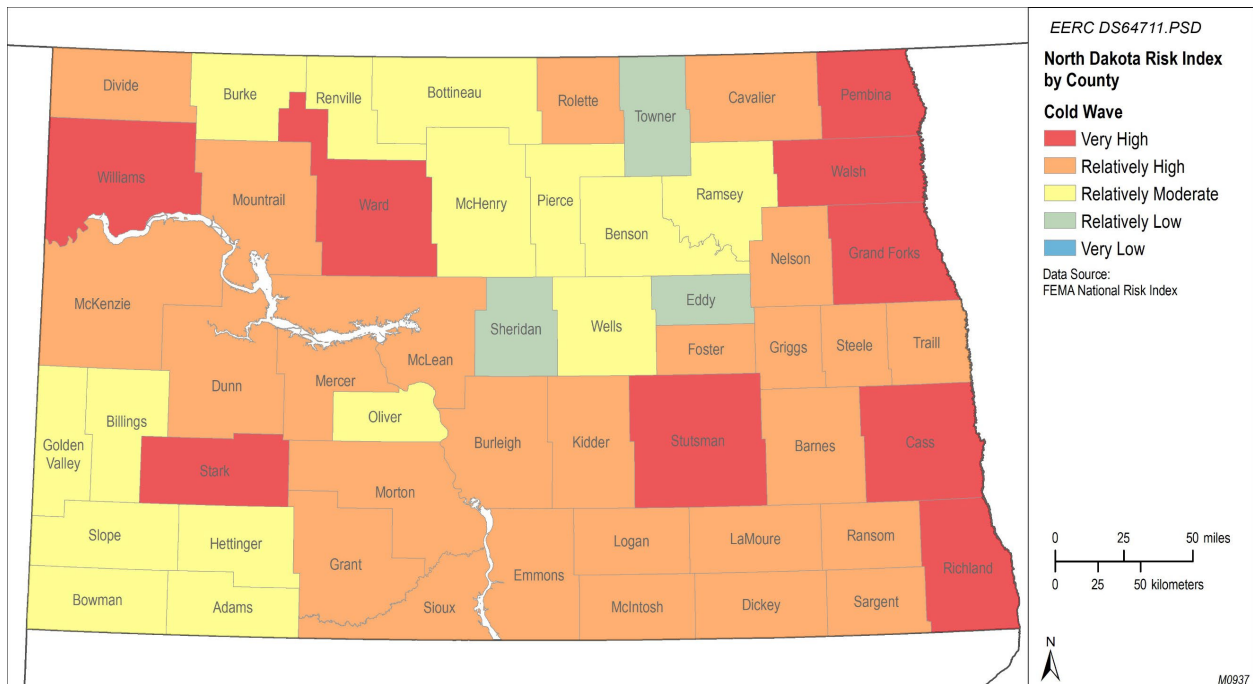 EERC DS64711.PSD
North Dakota Risk Index
by County
Cold Wave
Very High
Relatively High
Relatively Moderate
Relatively Low
Very Low
Data Source:
FEMA National Risk Index
Divide
Burke
Renville
Bottineau
Rolette
Towner
Cavalier
Pembina
Williams
Mountrail
Ward
McHenry
Pierce
Benson
Ramsey
Walsh
Nelson
Grand Forks
McKenzie
Dunn
Mercer
McLean
Sheridan
Wells
Eddy
Foster
Griggs
Steele
Traill
Golden
Valley
Billings
Oliver
Burleigh
Kidder
Stutsman
Barnes
Cass
Stark
Morton
Slope
Hettinger
Grant
Sioux
Emmons
Logan
LaMoure
Ransom
Richland
Bowman
Adams
McIntosh
Dickey
Sargent
0 25 50 miles
0 25 50 kilometers
N
M0937